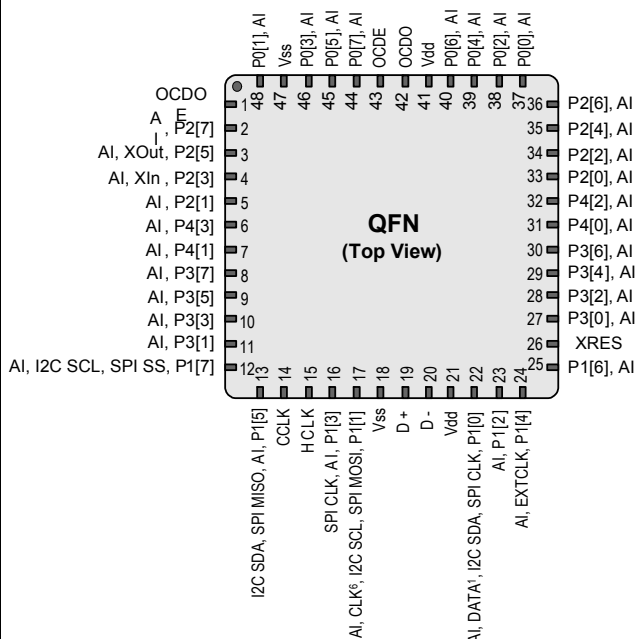 P0[1], AI
Vss
P0[3], AI
P0[5], AI
P0[7], AI
OCDE
OCDO
Vdd
P0[6], AI
P0[4], AI
P0[2], AI
P0[0], AI
48
47
46
45
44
43
42
41
40
39
38
37
OCDO
E
1
A
I
, P2[7]
2
AI, XOut, P2[5]
3
AI, XIn , P2[3]
4
AI, P2[1]
5
AI, P4[3]
6
AI, P4[1]
7
AI, P3[7]
8
AI, P3[5]
9
AI, P3[3]
10
AI, P3[1]
11
AI, I2C SCL, SPI SS, P1[7]
12
QFN
(Top View)
36 P2[6], AI
35 P2[4], AI
34 P2[2], AI
33 P2[0], AI
32 P4[2], AI
31 P4[0], AI
30 P3[6], AI
29 P3[4], AI
28 P3[2], AI
27 P3[0], AI
26 XRES
25 P1[6], AI
13
14
15
16
17
18
19
20
21
22
23
24
I2C SDA, SPI MISO, AI, P1[5]
CCLK
HCLK
SPI CLK, AI, P1[3]
AI, CLK⁶, I2C SCL, SPI MOSI, P1[1]
Vss
D +
D -
Vdd
AI, DATA¹, I2C SDA, SPI CLK, P1[0]
AI, P1[2]
AI, EXTCLK, P1[4]